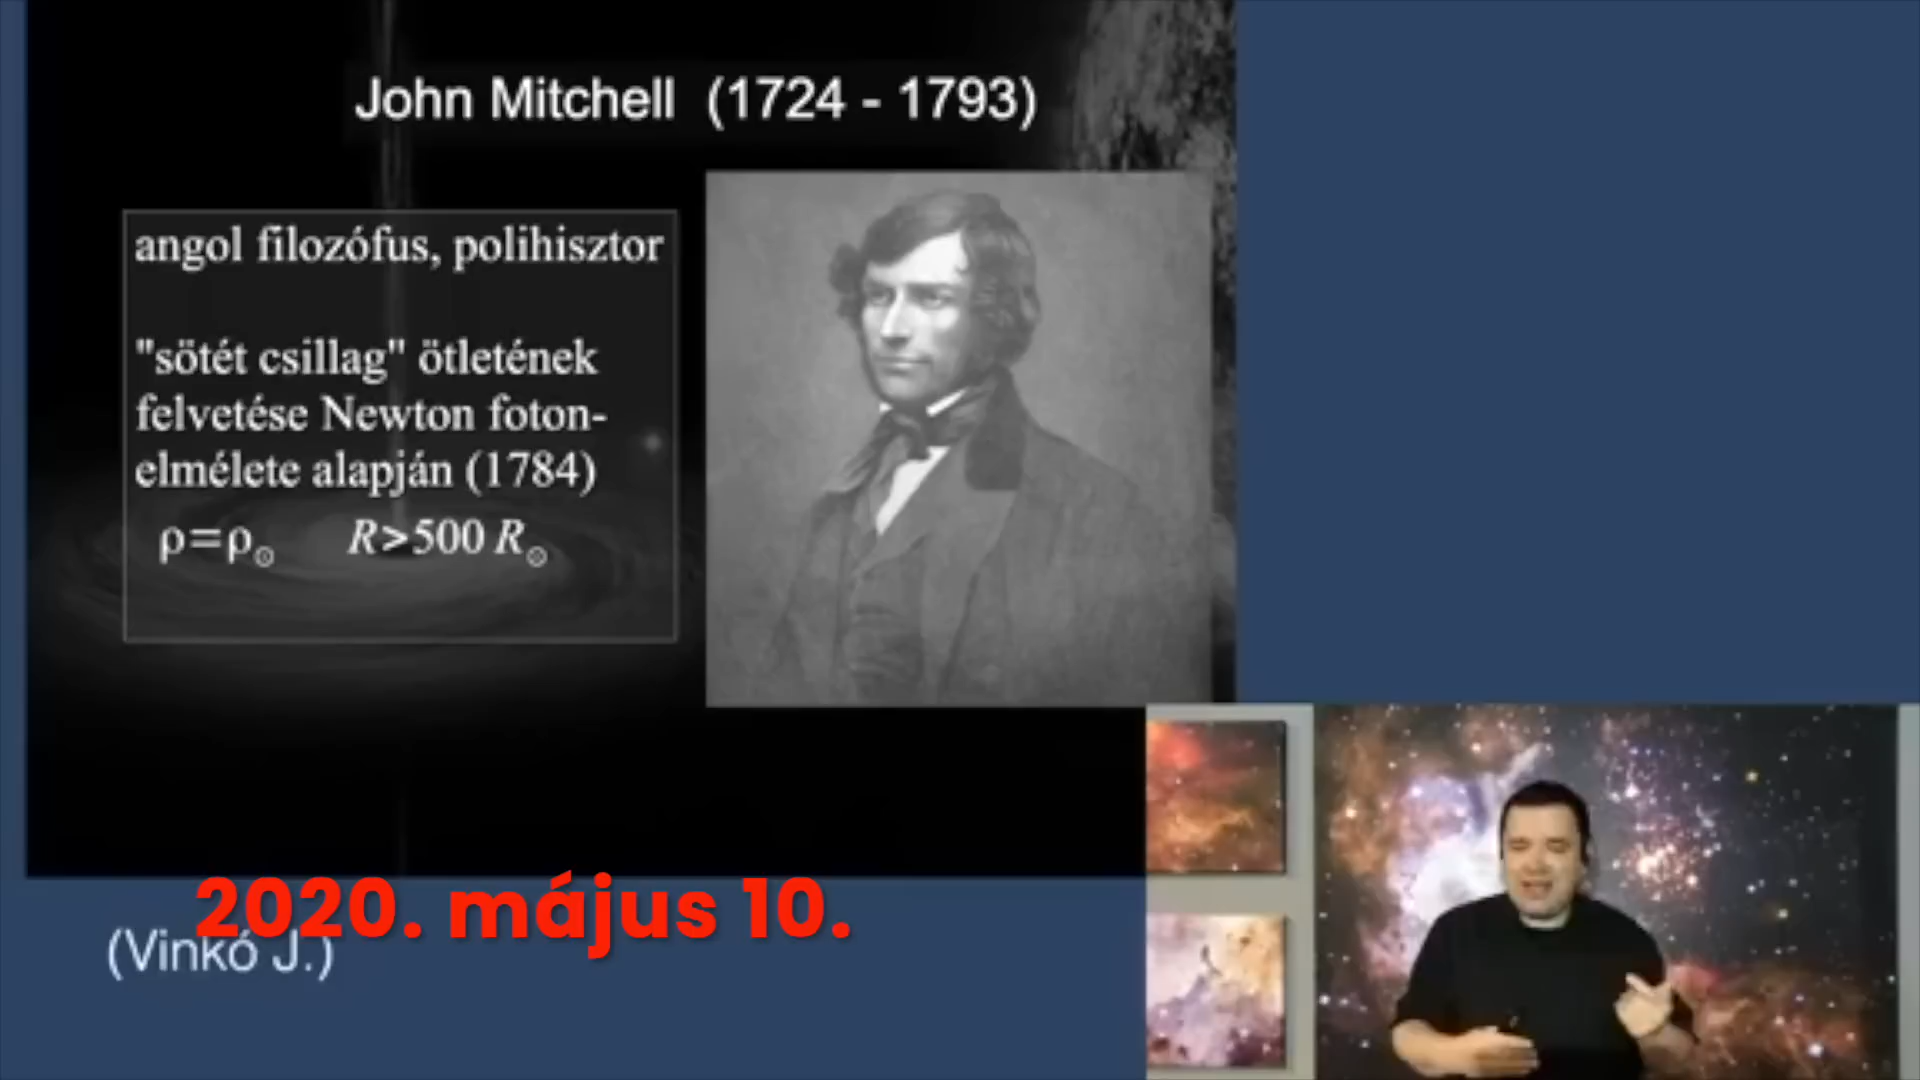 John Mitchell (1724 - 1793)
angol filozófus, polihisztor
"sötét csillag" ötletének
felvetése Newton foton-
elmélete alapján (1784)
ρ=ρ⊙ R>500 R⊙
2020. május 10.
(Vinkó J.)